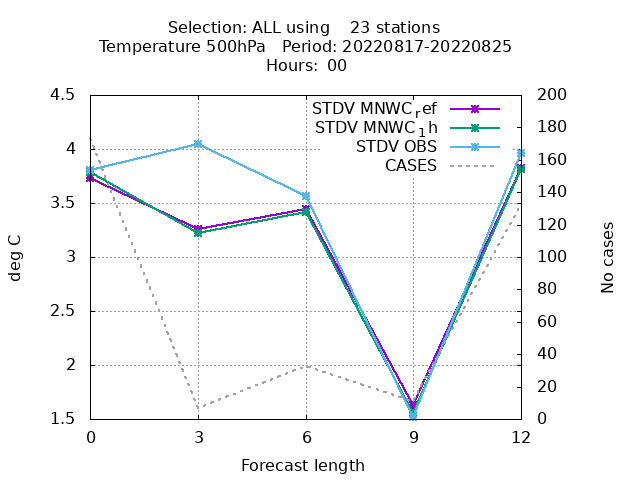 Selection: ALL using    23 stations
Temperature 500hPa   Period: 20220817-20220825
Hours: 00
4.5
4
3.5
3
2.5
2
1.5
deg C
STDV MNWC_ref
STDV MNWC_1h
STDV OBS
CASES
200
180
160
140
120
100
80
60
40
20
0
No cases
0 3 6 9 12
Forecast length